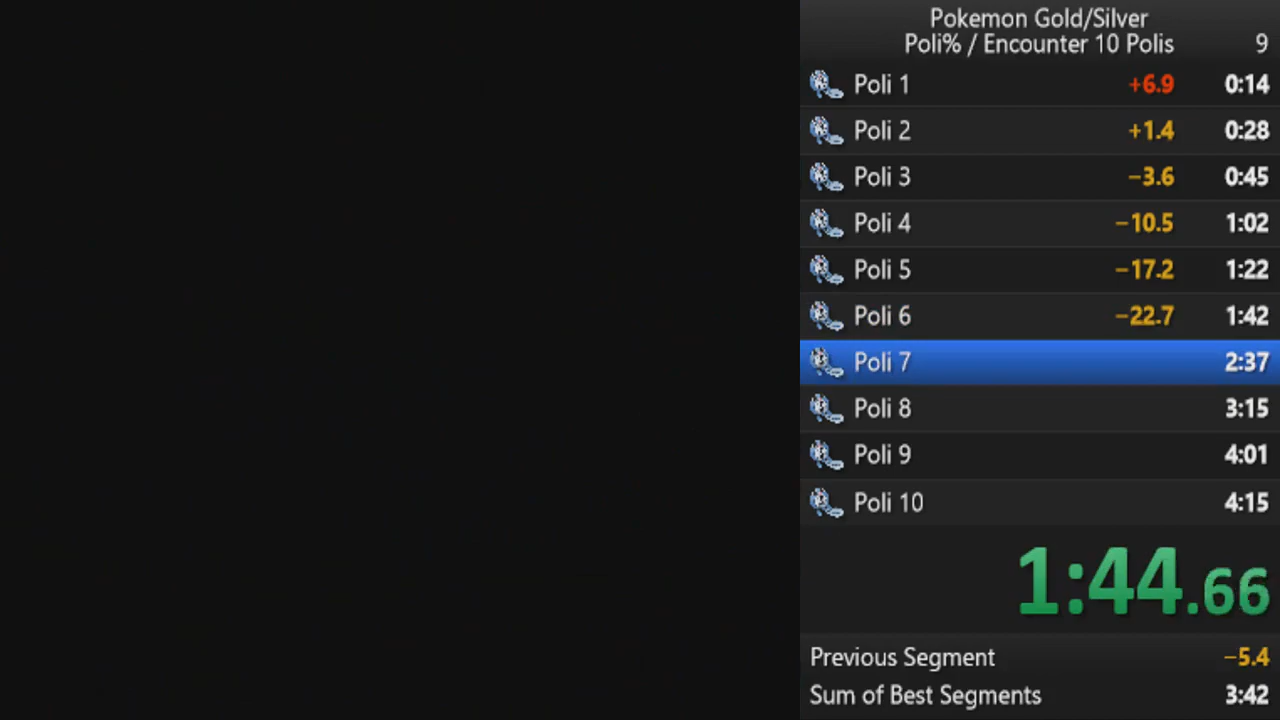 Pokemon Gold/Silver
Poli% / Encounter 10 Polis 9
Poli 1 +6.9 0:14
Poli 2 +1.4 0:28
Poli 3 −3.6 0:45
Poli 4 −10.5 1:02
Poli 5 −17.2 1:22
Poli 6 −22.7 1:42
Poli 7 2:37
Poli 8 3:15
Poli 9 4:01
Poli 10 4:15
1:44.66
Previous Segment −5.4
Sum of Best Segments 3:42